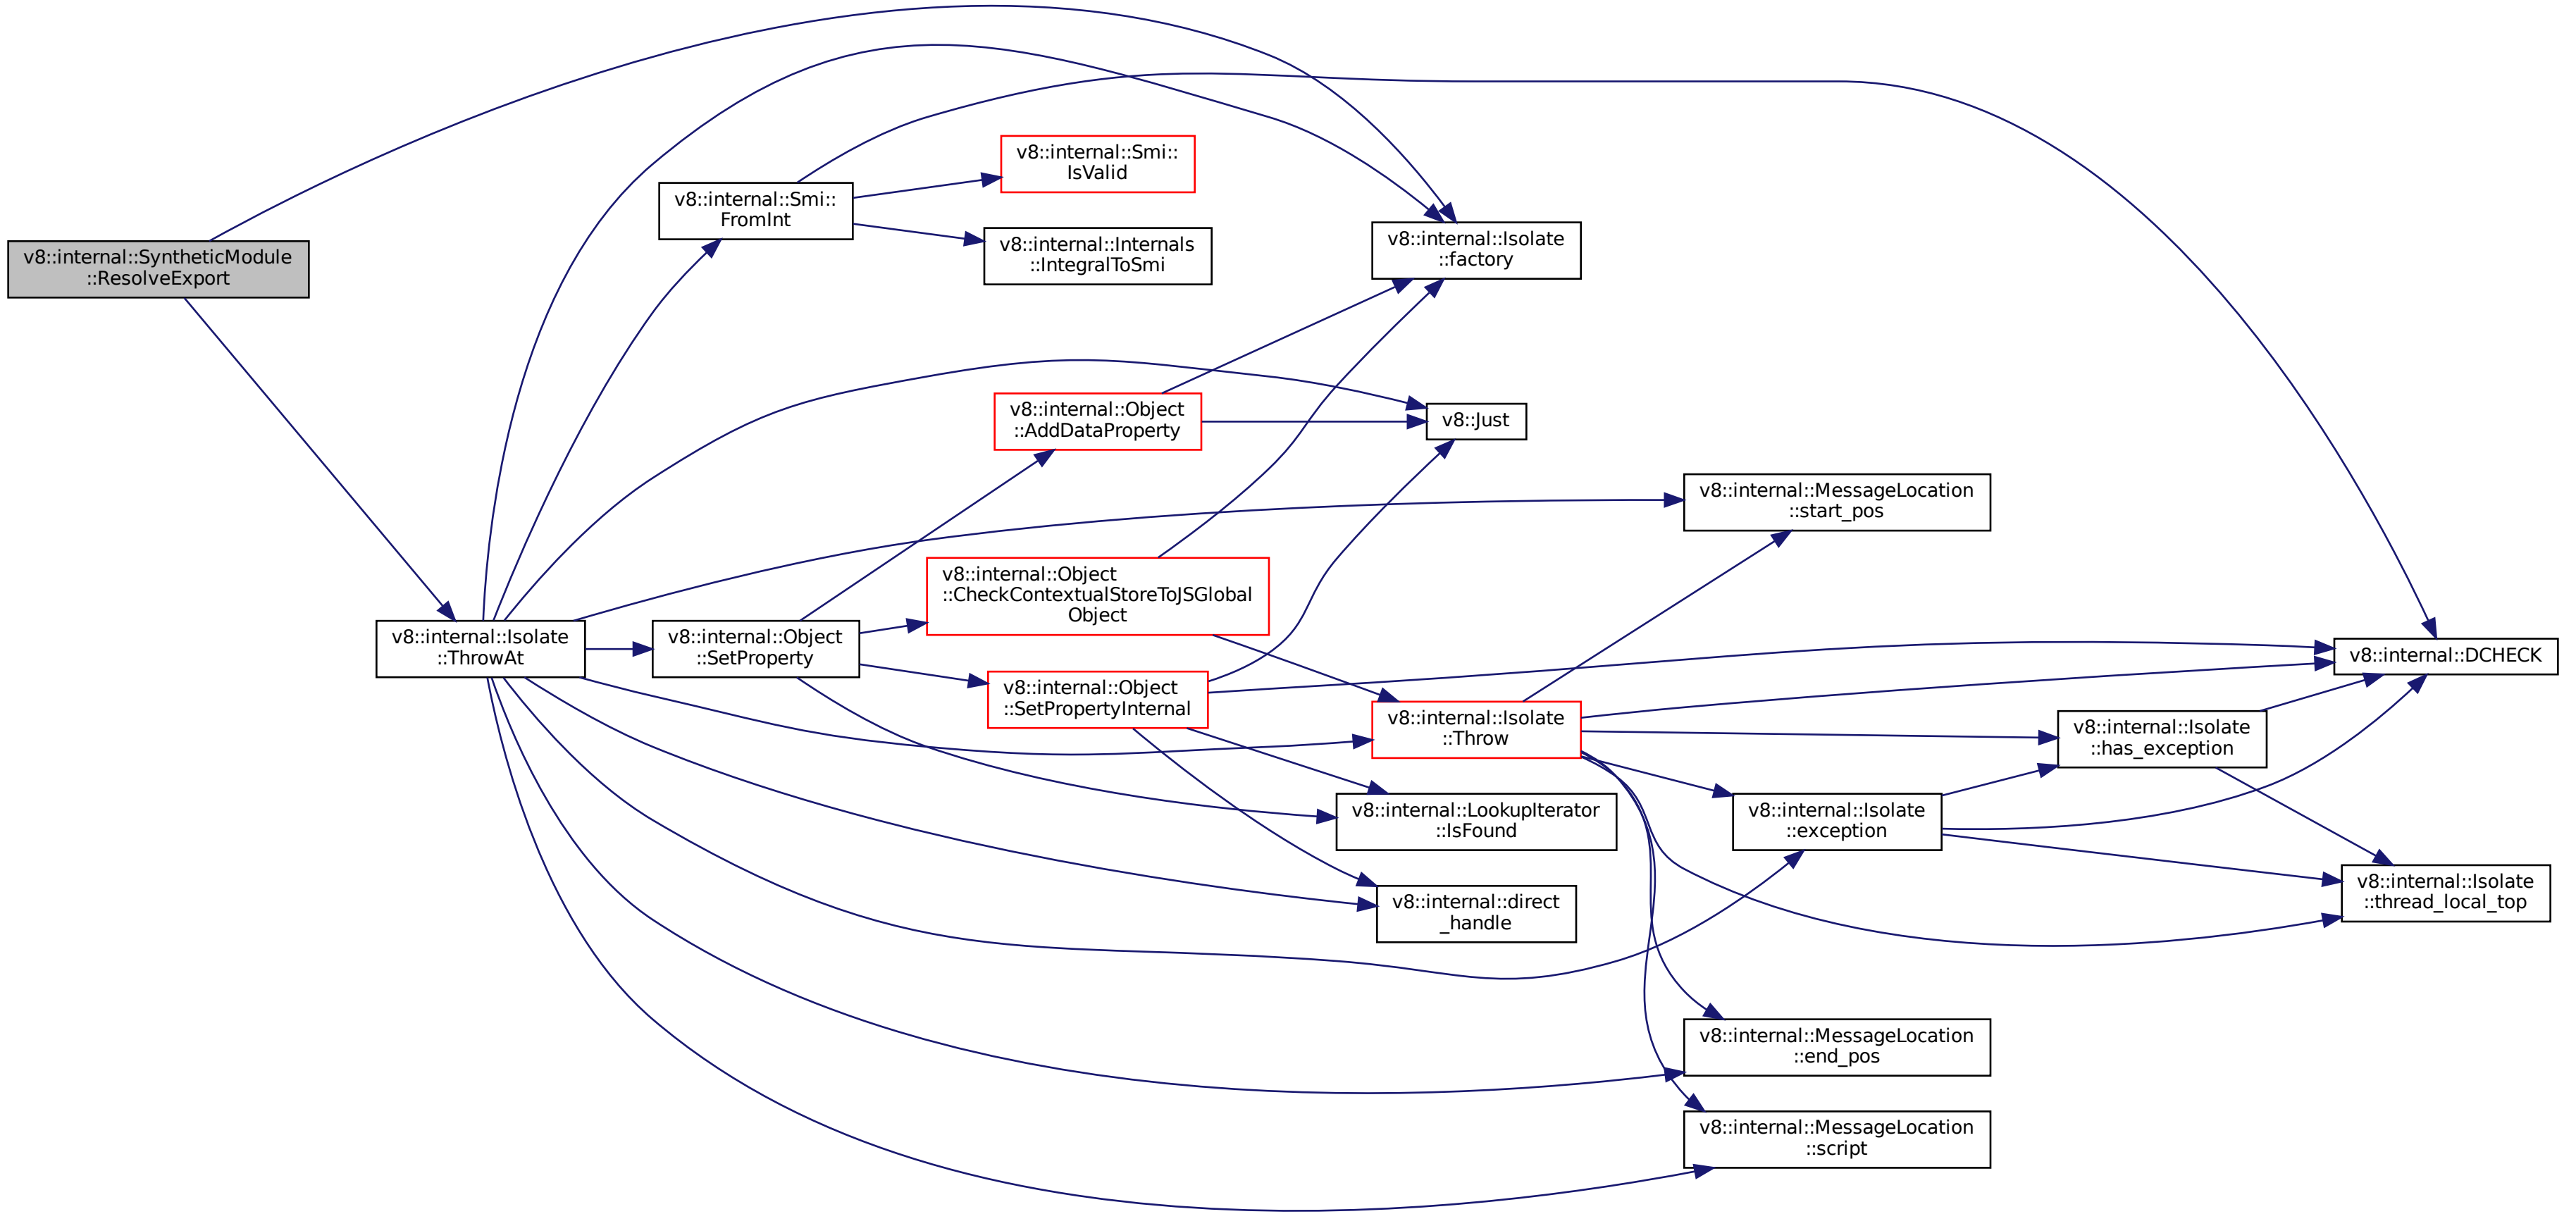 v8::internal::SyntheticModule
::ResolveExport
v8::internal::Isolate
::ThrowAt
v8::internal::Smi::
FromInt
v8::internal::Object
::SetProperty
v8::internal::Smi::
IsValid
v8::internal::Internals
::IntegralToSmi
v8::internal::Object
::AddDataProperty
v8::internal::Object
::CheckContextualStoreToJSGlobal
Object
v8::internal::Object
::SetPropertyInternal
v8::internal::Isolate
::factory
v8::Just
v8::internal::Isolate
::Throw
v8::internal::LookupIterator
::IsFound
v8::internal::direct
_handle
v8::internal::MessageLocation
::start_pos
v8::internal::Isolate
::exception
v8::internal::MessageLocation
::end_pos
v8::internal::MessageLocation
::script
v8::internal::Isolate
::has_exception
v8::internal::DCHECK
v8::internal::Isolate
::thread_local_top